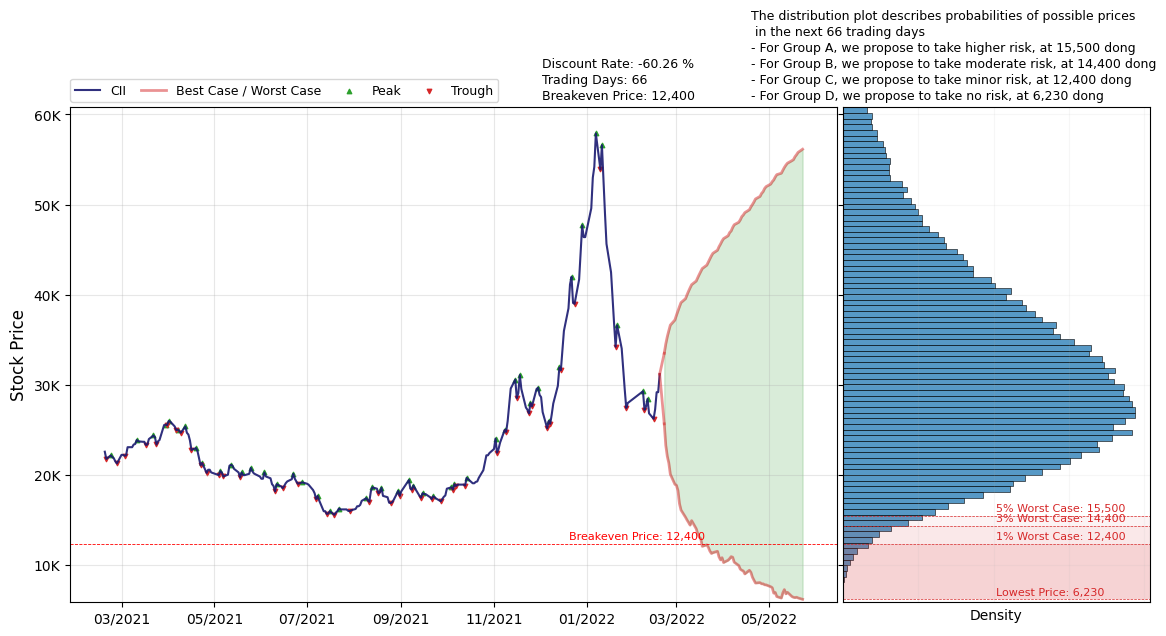 The distribution plot describes probabilities of possible prices
in the next 66 trading days
- For Group A, we propose to take higher risk, at 15,500 dong
- For Group B, we propose to take moderate risk, at 14,400 dong
- For Group C, we propose to take minor risk, at 12,400 dong
- For Group D, we propose to take no risk, at 6,230 dong
Discount Rate: -60.26 %
Trading Days: 66
Breakeven Price: 12,400
CII
Best Case / Worst Case
Peak
Trough
Stock Price
60K
50K
40K
30K
20K
10K
Breakeven Price: 12,400
03/2021
05/2021
07/2021
09/2021
11/2021
01/2022
03/2022
05/2022
5% Worst Case: 15,500
3% Worst Case: 14,400
1% Worst Case: 12,400
Lowest Price: 6,230
Density